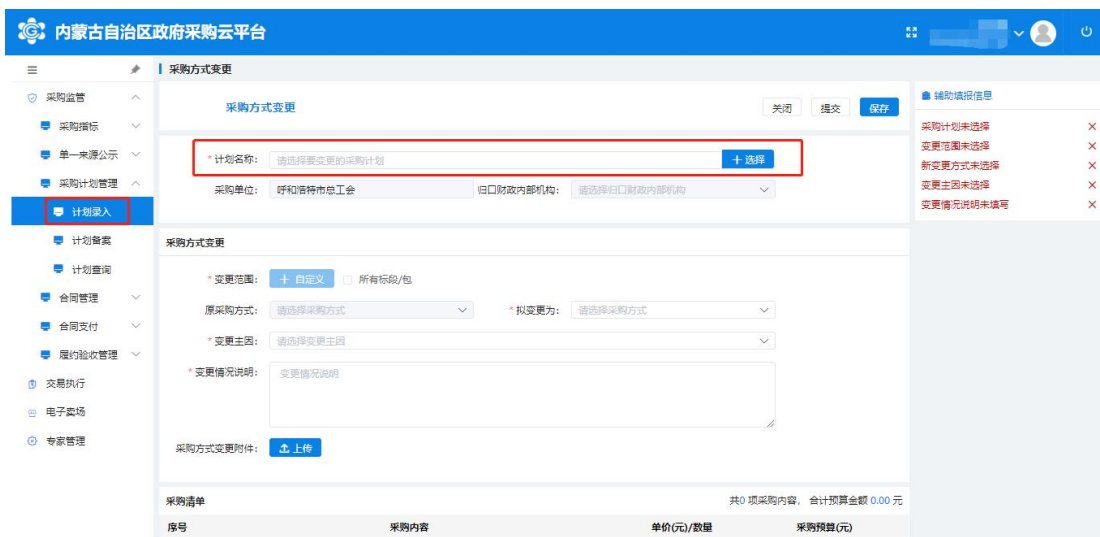 内蒙古自治区政府采购云平台
采购监管
采购指标
单一来源公示
采购计划管理
计划录入
计划备案
计划查询
合同管理
合同支付
履约验收管理
交易执行
电子卖场
专家管理
采购方式变更
采购方式变更
关闭 提交 保存
*计划名称： 请选择要变更的采购计划 + 选择
采购单位： 呼和浩特市总工会 归口财政内部机构： 请选择归口财政内部机构
采购方式变更
*变更范围： + 自定义 所有标段/包
原采购方式： 请选择采购方式 *拟变更为： 请选择采购方式
*变更主因： 请选择变更主因
*变更情况说明： 变更情况说明
采购方式变更附件： 上传
采购清单 共0 项采购内容， 合计预算金额 0.00 元
序号 采购内容 单价(元)/数量 采购预算(元)
辅助填报信息
采购计划未选择
变更范围未选择
新变更方式未选择
变更主因未选择
变更情况说明未填写